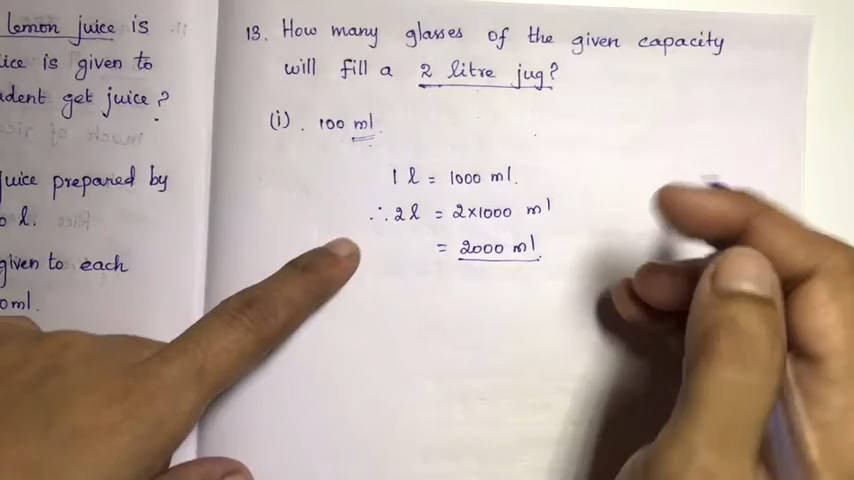 lemon juice is
ice is given to
udent get juice?
juice prepared by
o l.
given to each
oml.
13. How many glasses of the given capacity
will fill a 2 litre jug?
(i). 100 ml.
1 l = 1000 ml.
∴ 2 l = 2×1000 ml
= 2000 ml.